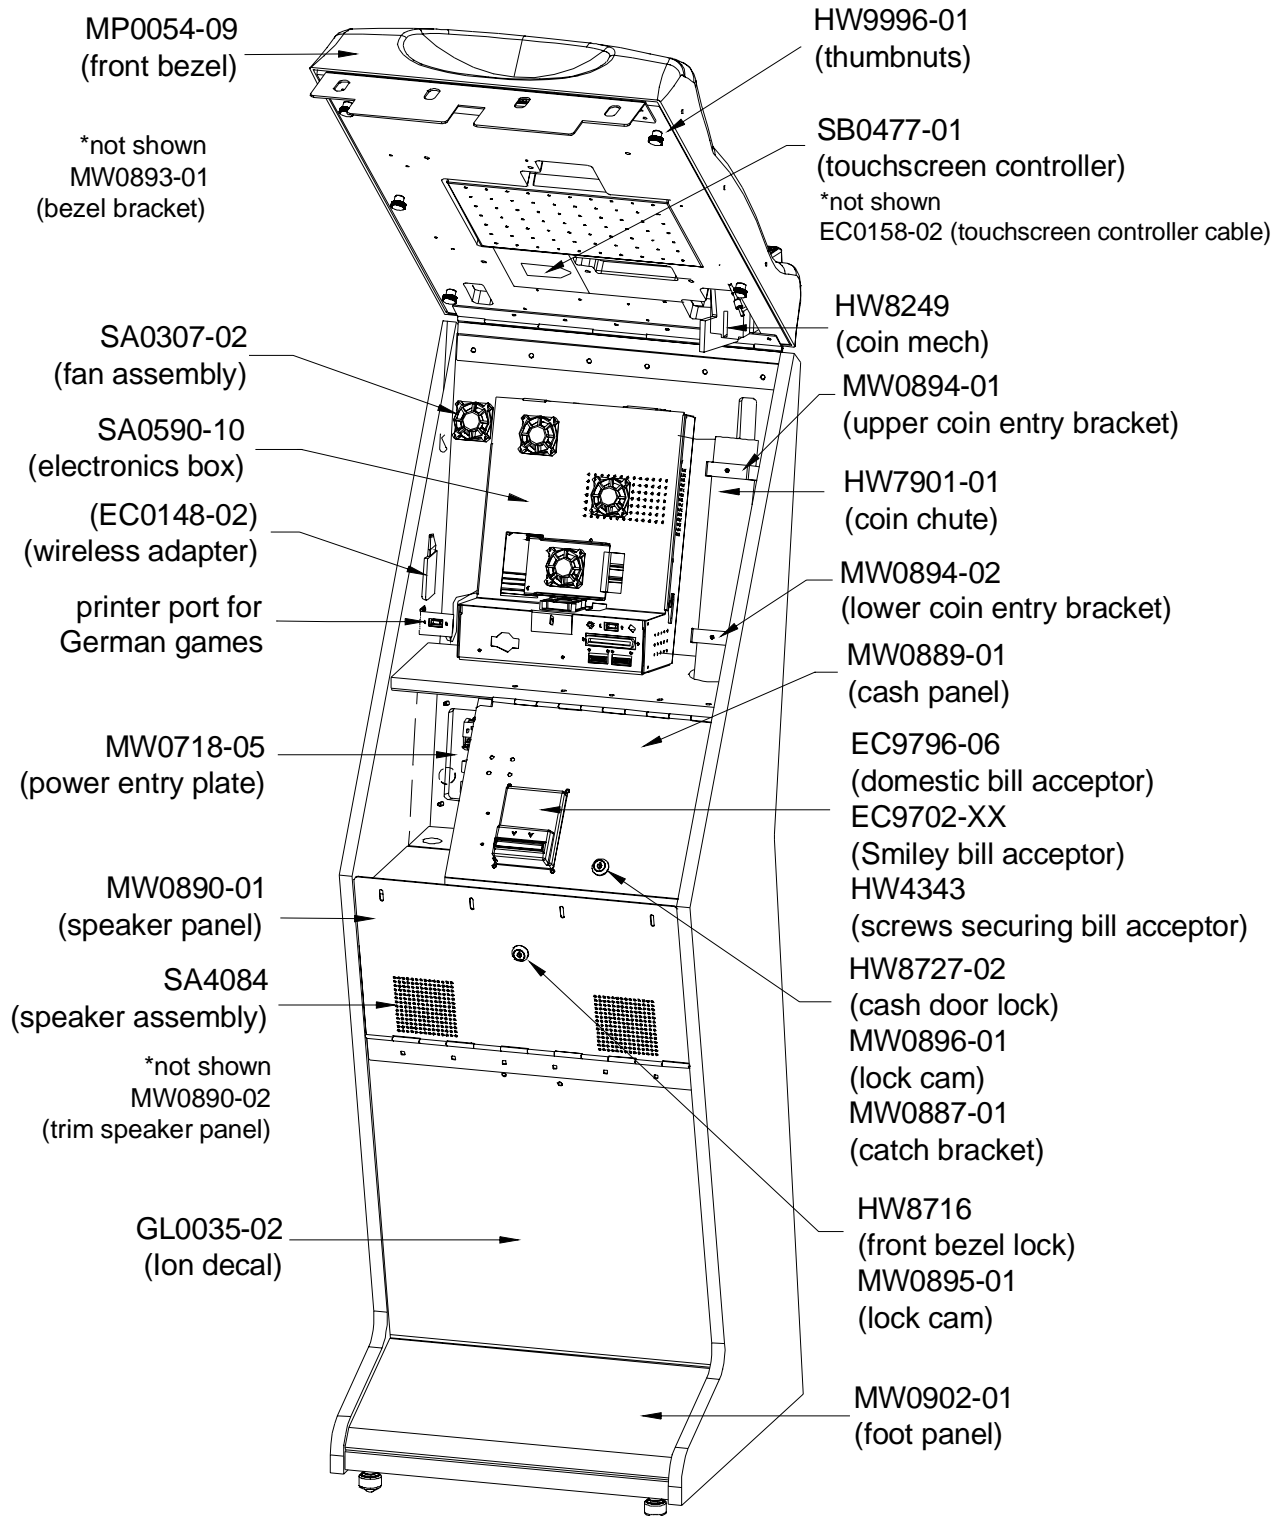 MP0054-09
(front bezel)
*not shown
MW0893-01
(bezel bracket)
SA0307-02
(fan assembly)
SA0590-10
(electronics box)
(EC0148-02)
(wireless adapter)
printer port for
German games
MW0718-05
(power entry plate)
MW0890-01
(speaker panel)
SA4084
(speaker assembly)
*not shown
MW0890-02
(trim speaker panel)
GL0035-02
(Ion decal)
HW9996-01
(thumbnuts)
SB0477-01
(touchscreen controller)
*not shown
EC0158-02 (touchscreen controller cable)
HW8249
(coin mech)
MW0894-01
(upper coin entry bracket)
HW7901-01
(coin chute)
MW0894-02
(lower coin entry bracket)
MW0889-01
(cash panel)
EC9796-06
(domestic bill acceptor)
EC9702-XX
(Smiley bill acceptor)
HW4343
(screws securing bill acceptor)
HW8727-02
(cash door lock)
MW0896-01
(lock cam)
MW0887-01
(catch bracket)
HW8716
(front bezel lock)
MW0895-01
(lock cam)
MW0902-01
(foot panel)